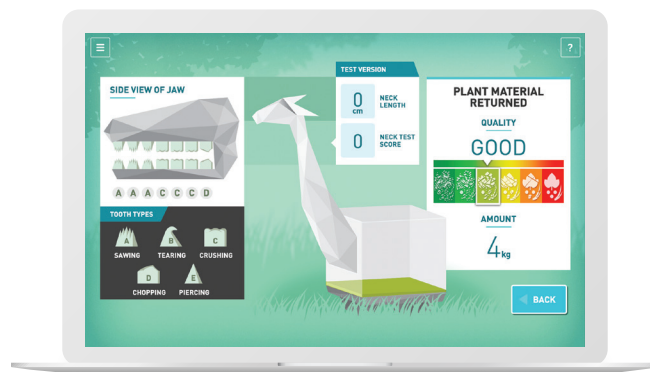 ?
SIDE VIEW OF JAW
A A A C C C D
TOOTH TYPES
A
B
C
SAWING
TEARING
CRUSHING
D
E
CHOPPING
PIERCING
TEST VERSION
0
cm
NECK
LENGTH
0
NECK TEST
SCORE
PLANT MATERIAL
RETURNED
QUALITY
GOOD
AMOUNT
4kg
BACK